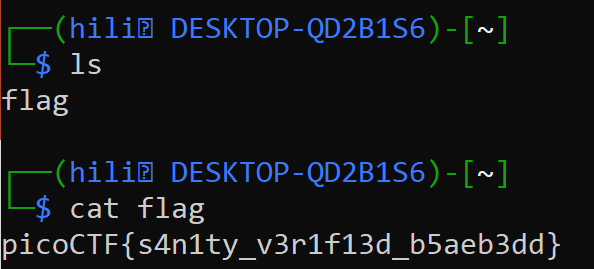 ┌──(hili㉿ DESKTOP-QD2B1S6)-[~]
└─$ ls
flag
┌──(hili㉿ DESKTOP-QD2B1S6)-[~]
└─$ cat flag
picoCTF{s4n1ty_v3r1f13d_b5aeb3dd}